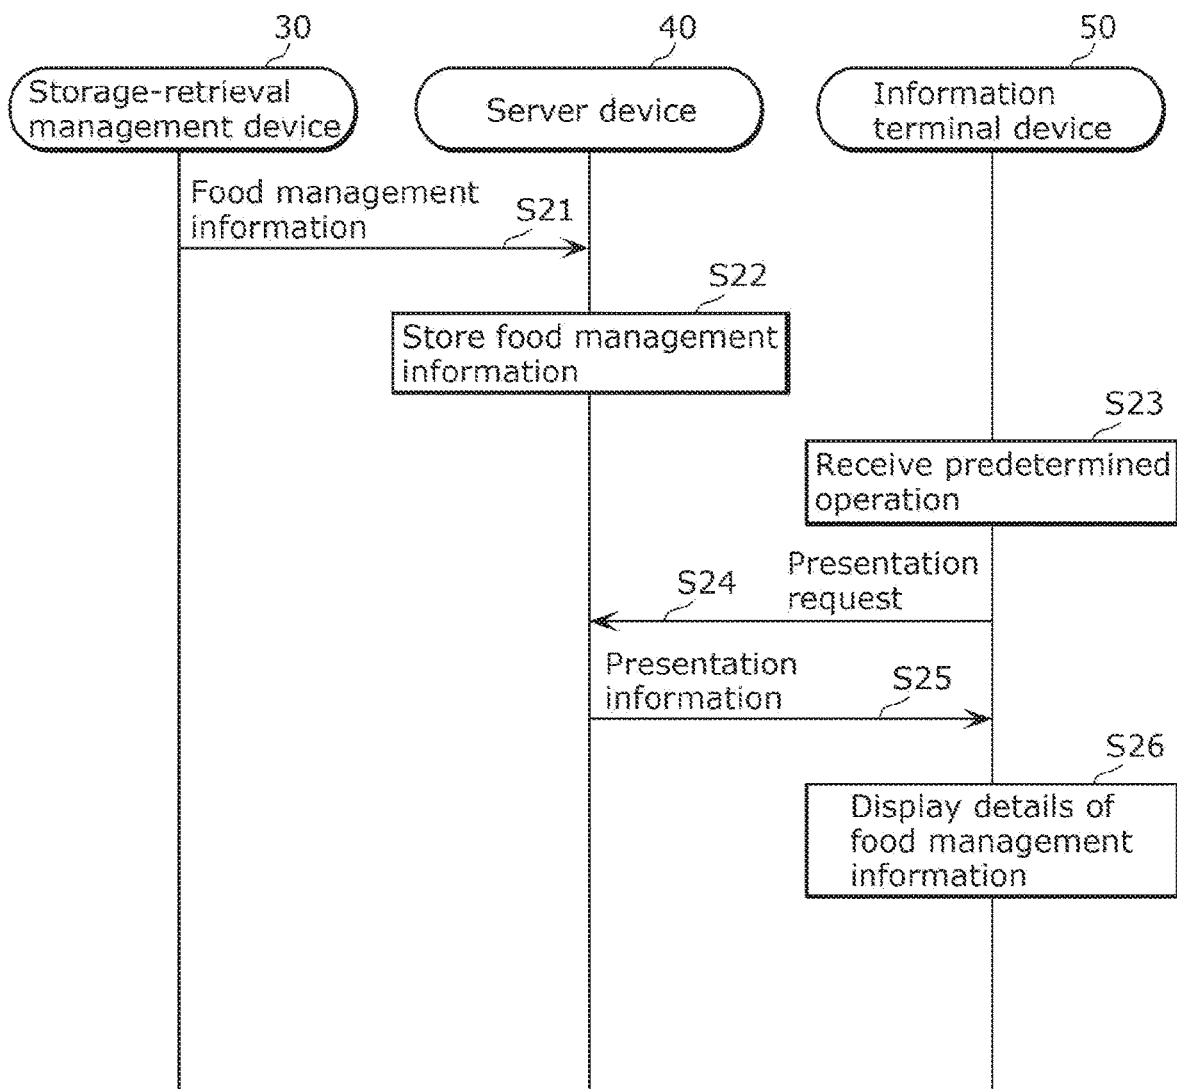 30
40
50
Storage-retrieval
management device
Server device
Information
terminal device
Food management
information
S21
S22
Store food management
information
S23
Receive predetermined
operation
Presentation
request
S24
Presentation
information
S25
S26
Display details of
food management
information